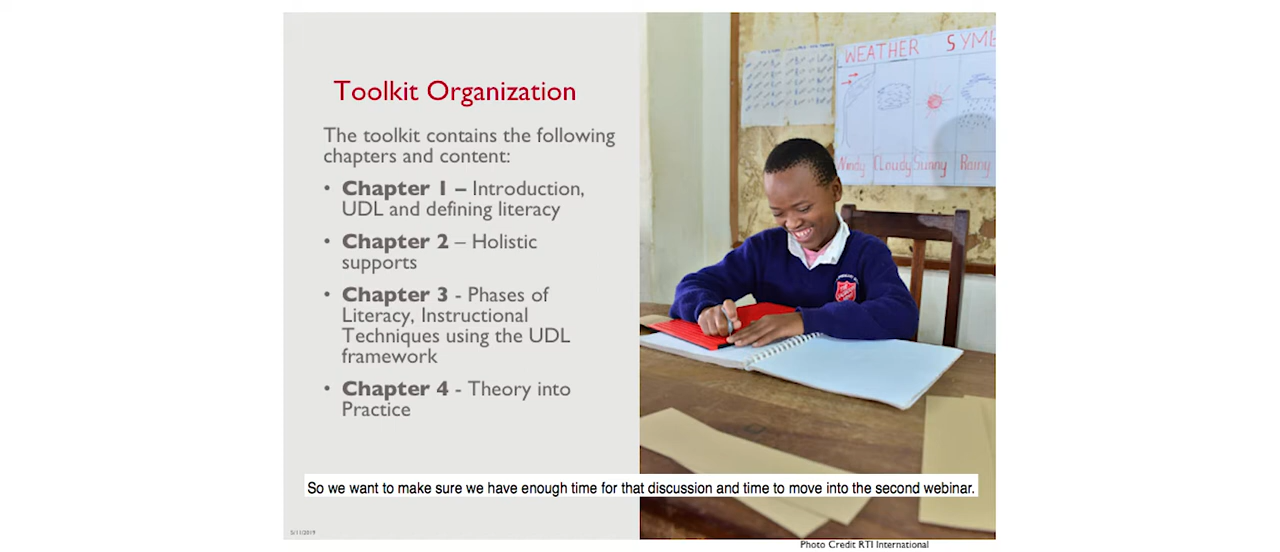 Toolkit Organization
The toolkit contains the following
chapters and content:
• Chapter 1 – Introduction,
UDL and defining literacy
• Chapter 2 – Holistic
supports
• Chapter 3 - Phases of
Literacy, Instructional
Techniques using the UDL
framework
• Chapter 4 - Theory into
Practice
WEATHER SYMB
Windy Cloudy Sunny Rainy
So we want to make sure we have enough time for that discussion and time to move into the second webinar.
5/11/2019
Photo Credit RTI International